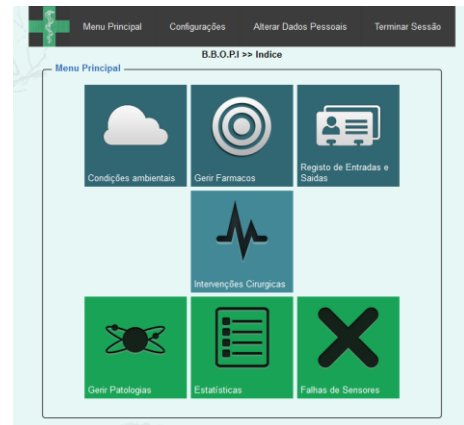 Menu Principal Configurações Alterar Dados Pessoais Terminar Sessão
B.B.O.P.I >> Indice
Menu Principal
Condições ambientais
Gerir Farmacos
Registo de Entradas e
Saidas
Intervenções Cirurgicas
Gerir Patologias
Estatísticas
Falhas de Sensores